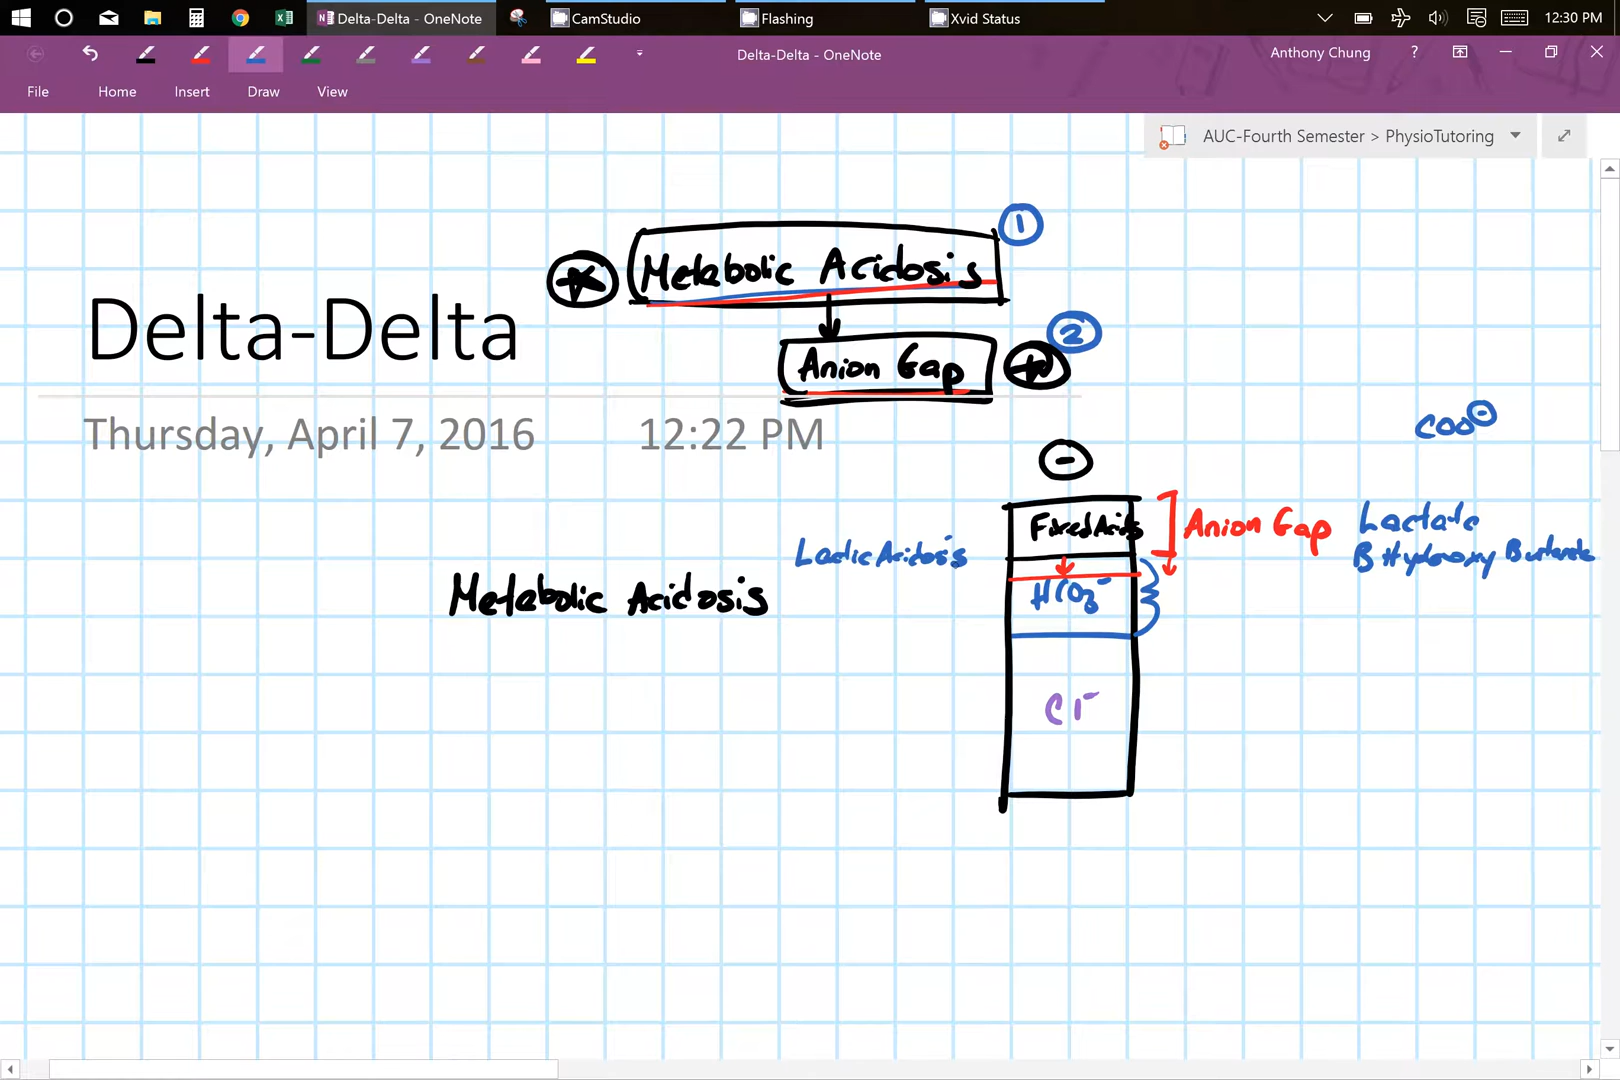 Delta-Delta - OneNote
CamStudio
Flashing
Xvid Status
12:30 PM
Delta-Delta - OneNote
Anthony Chung
?
File
Home
Insert
Draw
View
AUC-Fourth Semester > PhysioTutoring
1
Metabolic Acidosis
Delta-Delta
2
Anion Gap
Thursday, April 7, 2016
12:22 PM
COO-
-
Fixed Acids
Anion Gap
Lactate
Lactic Acidosis
B Hydroxy
Metabolic Acidosis
HCO3-
Cl-